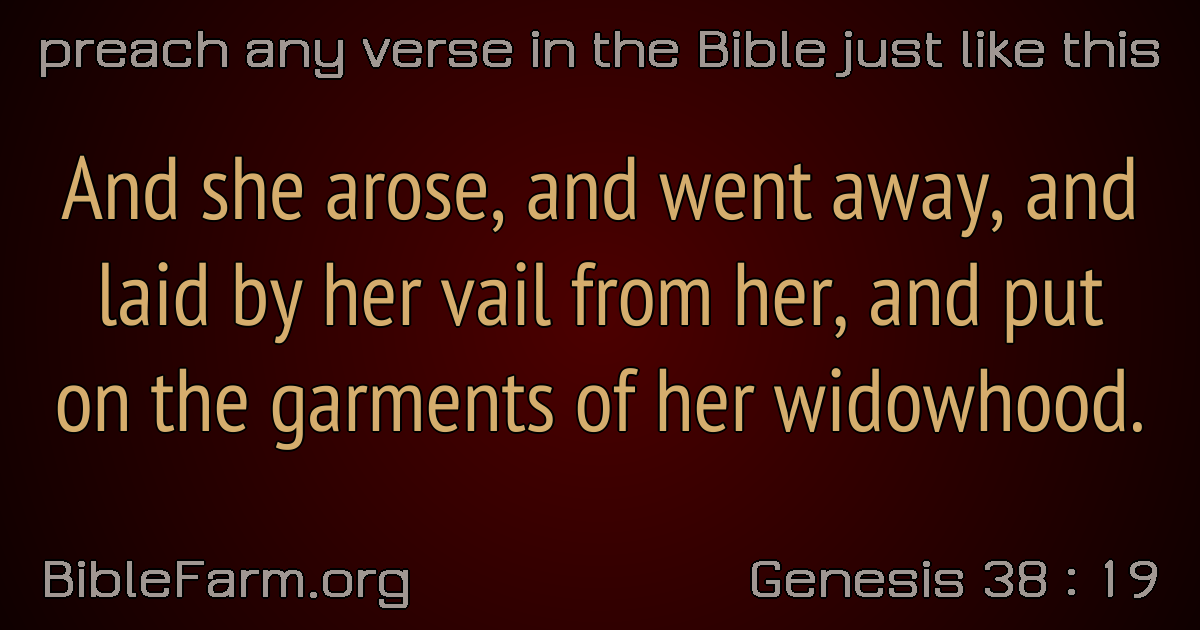 preach any verse in the Bible just like this
And she arose, and went away, and
laid by her vail from her, and put
on the garments of her widowhood.
BibleFarm.org
Genesis 38 : 19